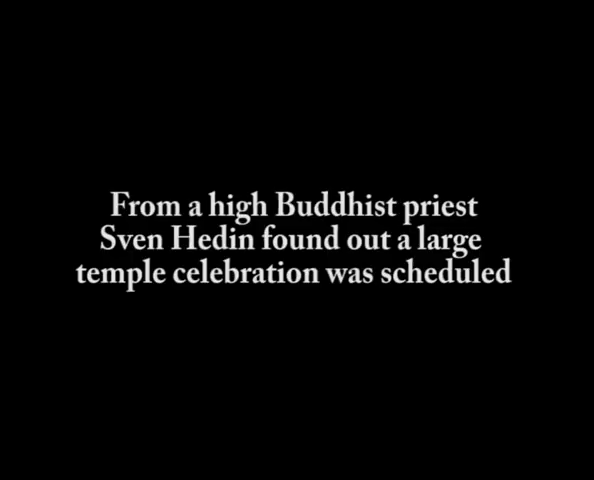 From a high Buddhist priest
Sven Hedin found out a large
temple celebration was scheduled